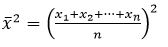 x̄² = ((x₁+x₂+⋯+xₙ)/n)²